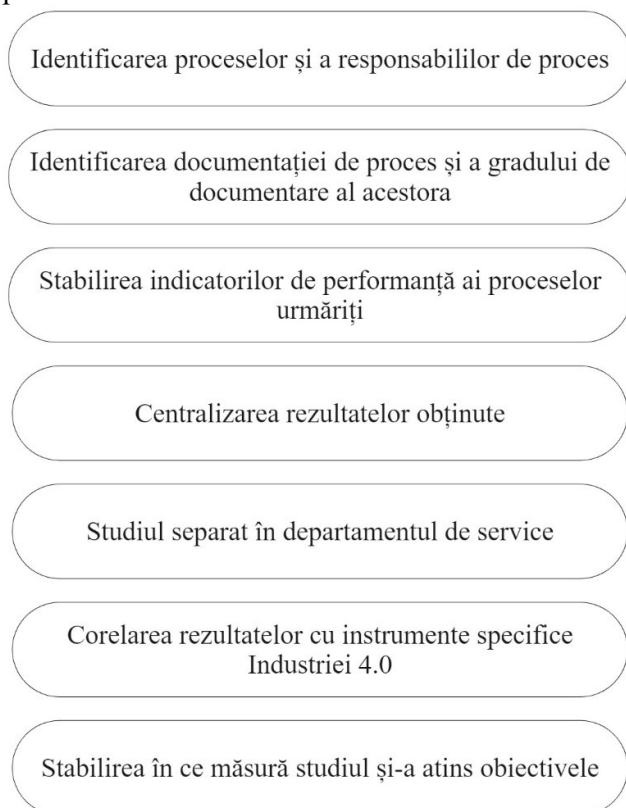 Identificarea proceselor și a responsabililor de proces
Identificarea documentației de proces și a gradului de
documentare al acestora
Stabilirea indicatorilor de performanță ai proceselor
urmăriți
Centralizarea rezultatelor obținute
Studiul separat în departamentul de service
Corelarea rezultatelor cu instrumente specifice
Industriei 4.0
Stabilirea în ce măsură studiul și-a atins obiectivele